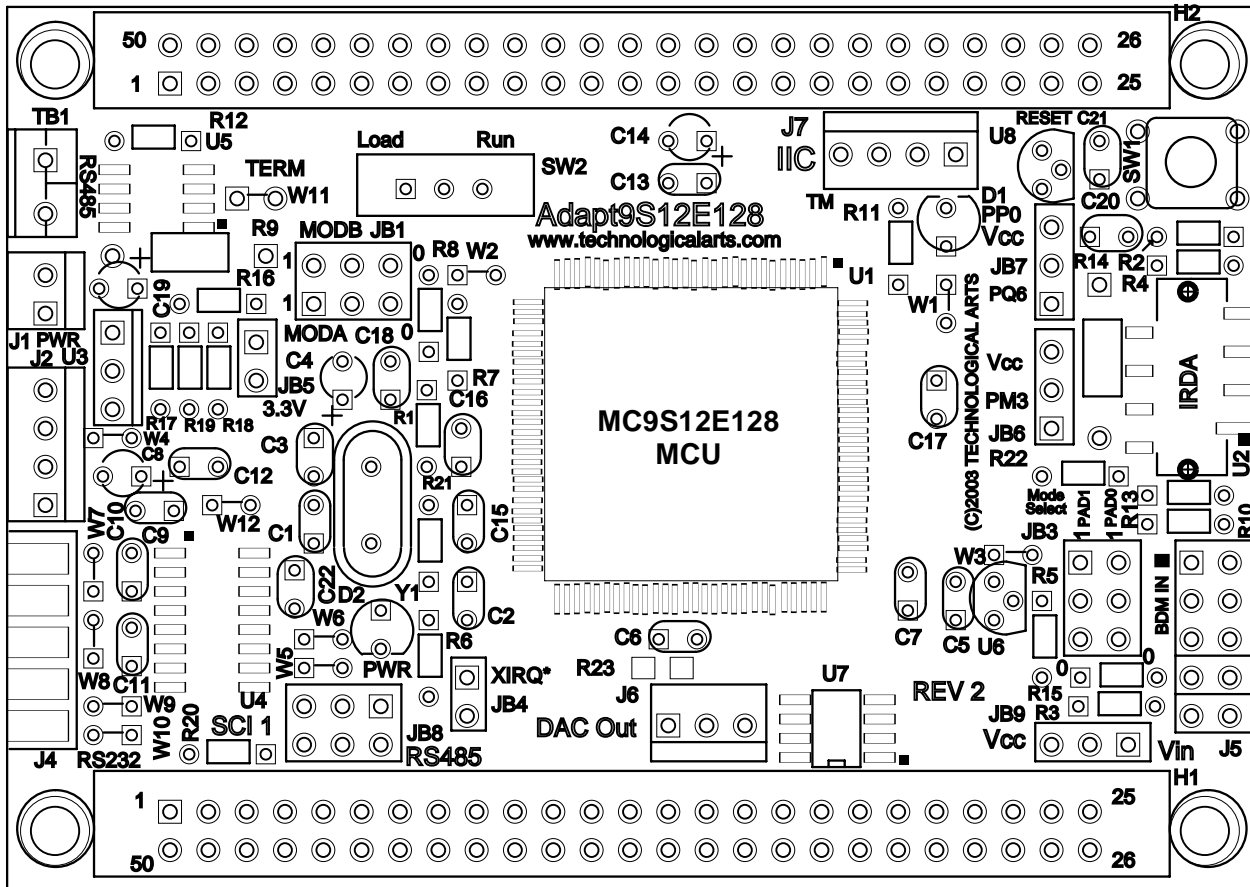 H2
50
26
1
25
TB1
R12
U5
RS485
TERM
W11
Load
Run
SW2
C14
C13
J7
IIC
TM
U8
RESET
C21
SW1
C20
D1
PP0
Vcc
JB7
PQ6
R11
W1
R14
R2
R4
Adapt9S12E128
www.technologicalarts.com
R9
MODB
JB1
1
0
R8
W2
U1
R16
1
0
C19
MODA
C18
J1
PWR
J2
U3
C4
JB5
3.3V
R7
R1
C16
R17
R19
R18
W4
C8
C3
C12
R21
MC9S12E128
MCU
C17
(C)2003 TECHNOLOGICAL ARTS
Vcc
PM3
JB6
R22
IRDA
U2
Mode
Select
1
PAD1
1
PAD0
R13
R10
W7
C10
C9
W12
C1
C15
JB3
W3
R5
BDM IN
C22
D2
Y1
C2
C7
C5
U6
W6
W5
PWR
R6
C6
R23
W8
C11
W9
W10
U4
R20
SCI 1
XIRQ*
JB4
J6
DAC Out
U7
REV 2
0
0
R15
R3
JB9
Vcc
Vin
J5
J4
RS232
JB8
RS485
H1
1
25
50
26